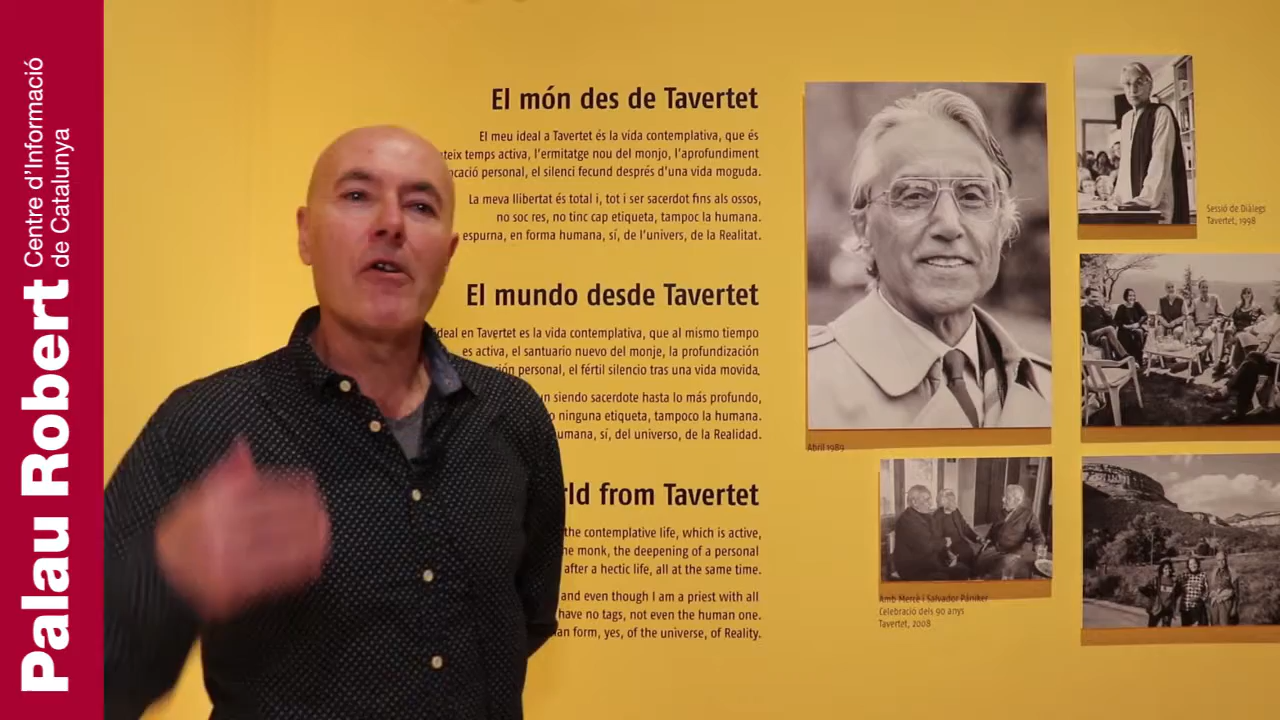 Palau Robert
Centre d'Informació
de Catalunya
El món des de Tavertet
El meu ideal a Tavertet és la vida contemplativa, que és
temps activa, l'ermitatge nou del monjo, l'aprofundiment
personal, el silenci fecund després d'una vida moguda.
La meva llibertat és total i, tot i ser sacerdot fins als ossos,
no soc res, no tinc cap etiqueta, tampoc la humana.
espurna, en forma humana, sí, de l'univers, de la Realitat.
El mundo desde Tavertet
ideal en Tavertet es la vida contemplativa, que al mismo tiempo
es activa, el santuario nuevo del monje, la profundización
personal, el fértil silencio tras una vida movida.
siendo sacerdote hasta lo más profundo,
ninguna etiqueta, tampoco la humana.
humana, sí, del universo, de la Realidad.
from Tavertet
the contemplative life, which is active,
monk, the deepening of a personal
after a hectic life, all at the same time.
and even though I am a priest with all
have no tags, not even the human one.
form, yes, of the universe, of Reality.
Abril 1989
Sessió de Diàlegs
Tavertet, 1998
Amb Mercè i Salvador Pániker
Celebració dels 90 anys
Tavertet, 2008